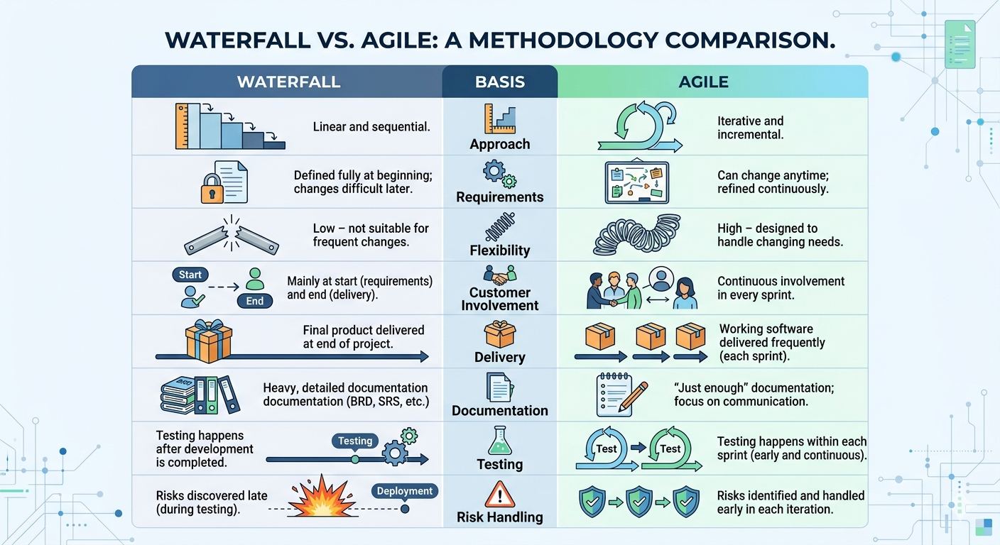 WATERFALL VS. AGILE: A METHODOLOGY COMPARISON.
WATERFALL
BASIS
AGILE
Linear and sequential.
Approach
Iterative and
incremental.
Defined fully at beginning;
changes difficult later.
Requirements
Can change anytime;
refined continuously.
Low – not suitable for
frequent changes.
Flexibility
High – designed to
handle changing needs.
Start
End
Mainly at start (requirements)
and end (delivery).
Customer
Involvement
Continuous involvement
in every sprint.
Final product delivered
at end of project.
Delivery
Working software
delivered frequently
(each sprint).
Heavy, detailed documentation
documentation (BRD, SRS, etc.)
Documentation
“Just enough” documentation;
focus on communication.
Testing happens
after development
is completed.
Testing
Testing
Test
Test
Testing happens within each
sprint (early and continuous).
Risks discovered late
(during testing).
Deployment
Risk Handling
Risks identified and handled
early in each iteration.